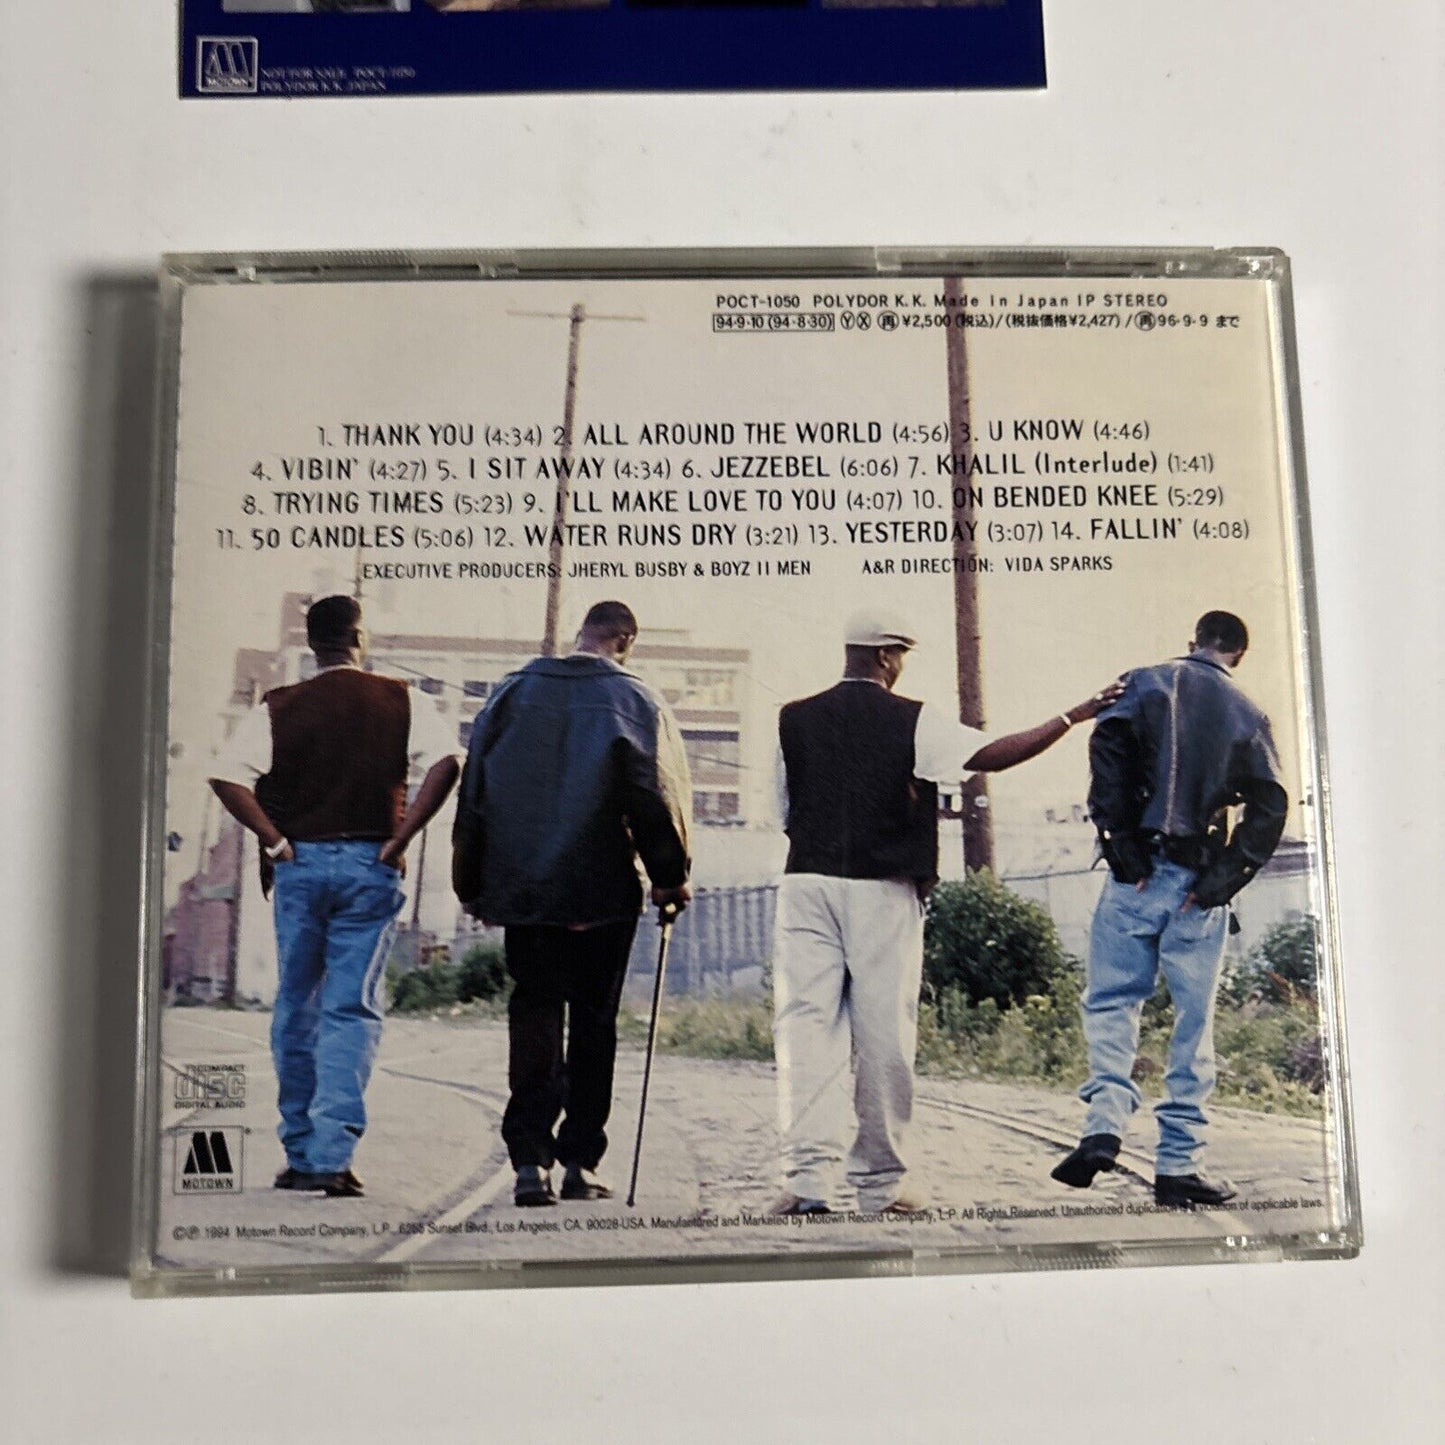 MOTOWN
NOT FOR SALE POCT-1050
POLYDOR K.K. JAPAN
POCT-1050 POLYDOR K.K. Made in Japan IP STEREO
94·9·10 (94·8·30) Ⓨ Ⓧ ㊢ ¥2,500 (税込)/(税抜価格¥2,427) / 再 96·9·9 まで
1. THANK YOU (4:34) 2. ALL AROUND THE WORLD (4:56) 3. U KNOW (4:46)
4. VIBIN' (4:27) 5. I SIT AWAY (4:34) 6. JEZZEBEL (6:06) 7. KHALIL (Interlude) (1:41)
8. TRYING TIMES (5:23) 9. I'LL MAKE LOVE TO YOU (4:07) 10. ON BENDED KNEE (5:29)
11. 50 CANDLES (5:06) 12. WATER RUNS DRY (3:21) 13. YESTERDAY (3:07) 14. FALLIN' (4:08)
EXECUTIVE PRODUCERS: JHERYL BUSBY & BOYZ II MEN A&R DIRECTION: VIDA SPARKS
COMPACT
DISC
DIGITAL AUDIO
MOTOWN
©℗ 1994 Motown Record Company, L.P., 6255 Sunset Blvd., Los Angeles, CA. 90028-USA. Manufactured and Marketed by Motown Record Company, L.P. All Rights Reserved. Unauthorized duplication is a violation of applicable laws.